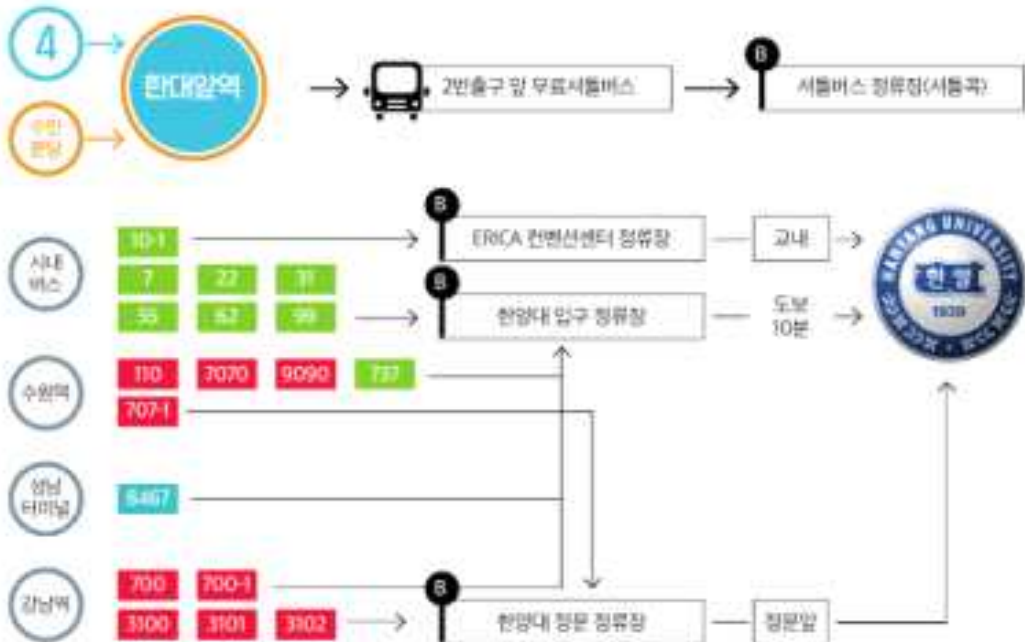 4
한대앞역
2번출구 앞 무료셔틀버스
B
셔틀버스 정류장(셔틀콕)
수인
분당
시내
버스
10-1
B
ERICA 컨벤션센터 정류장
교내
7 22 31
55 62 99
B
한양대 입구 정류장
도보
10분
HANYANG UNIVERSITY
한양
1939
수원역
110 7070 9090 737
707-1
성남
터미널
8467
강남역
700 700-1
3100 3101 3102
B
한양대 정문 정류장
정문앞